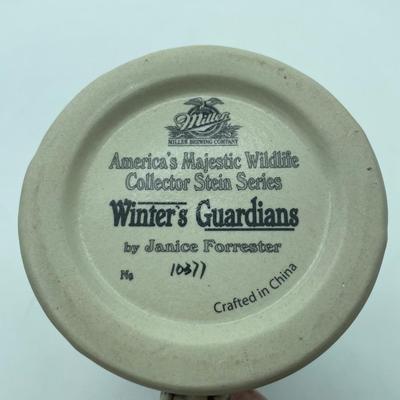 Miller
MILLER BREWING COMPANY
America's Majestic Wildlife
Collector Stein Series
Winter's Guardians
by Janice Forrester
No 10377
Crafted in China